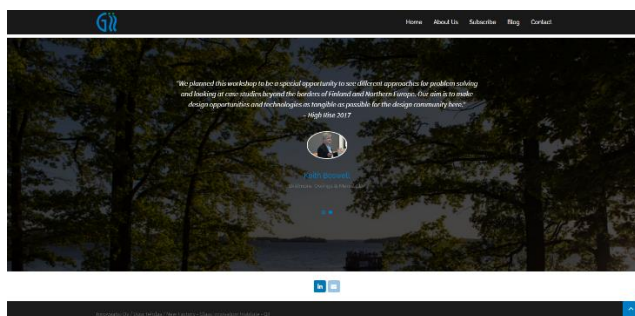 Home About Us Subscribe Blog Contact
"We planned this workshop to be a special opportunity to see different approaches for problem solving
and looking at case studies beyond the borders of Finland and Northern Europe. Our aim is to make
design opportunities and technologies as tangible as possible for the design community here."
- High Rise 2017
in